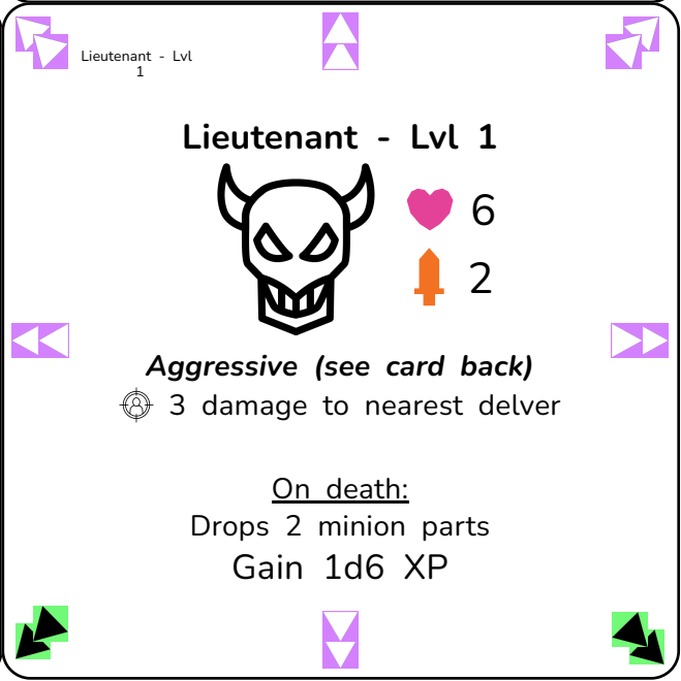 Lieutenant - Lvl
1
Lieutenant - Lvl 1
6
2
Aggressive (see card back)
3 damage to nearest delver
On death:
Drops 2 minion parts
Gain 1d6 XP